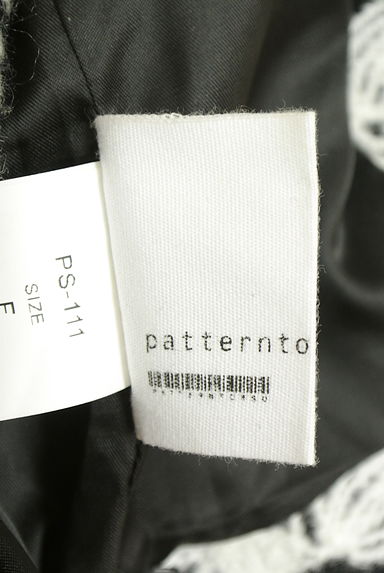 PS-111
SIZE
F
patternto